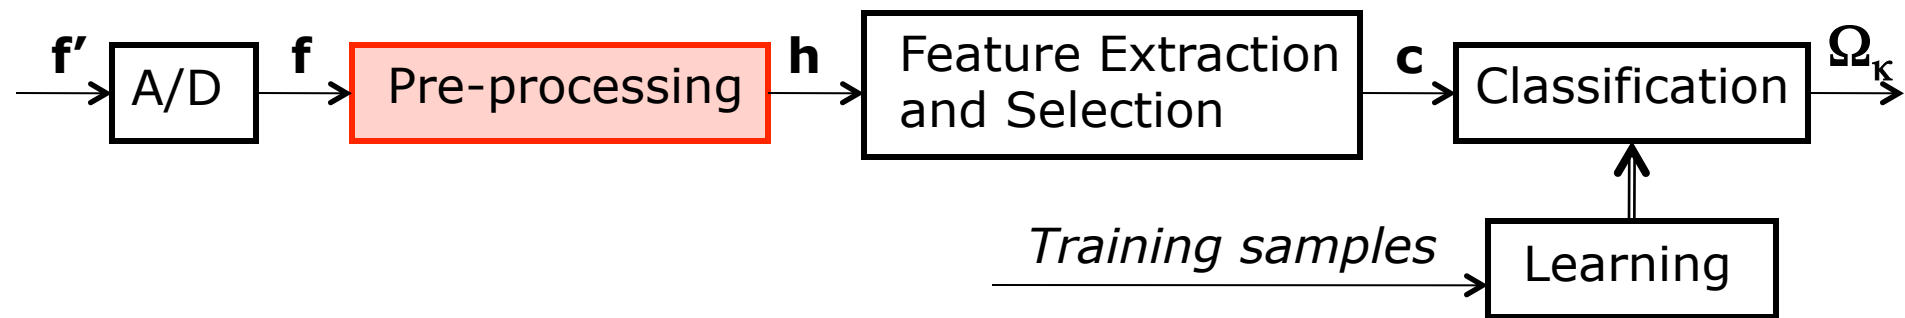 f’
A/D
f
Pre-processing
h
Feature Extraction
and Selection
c
Classification
Ωκ
Training samples
Learning